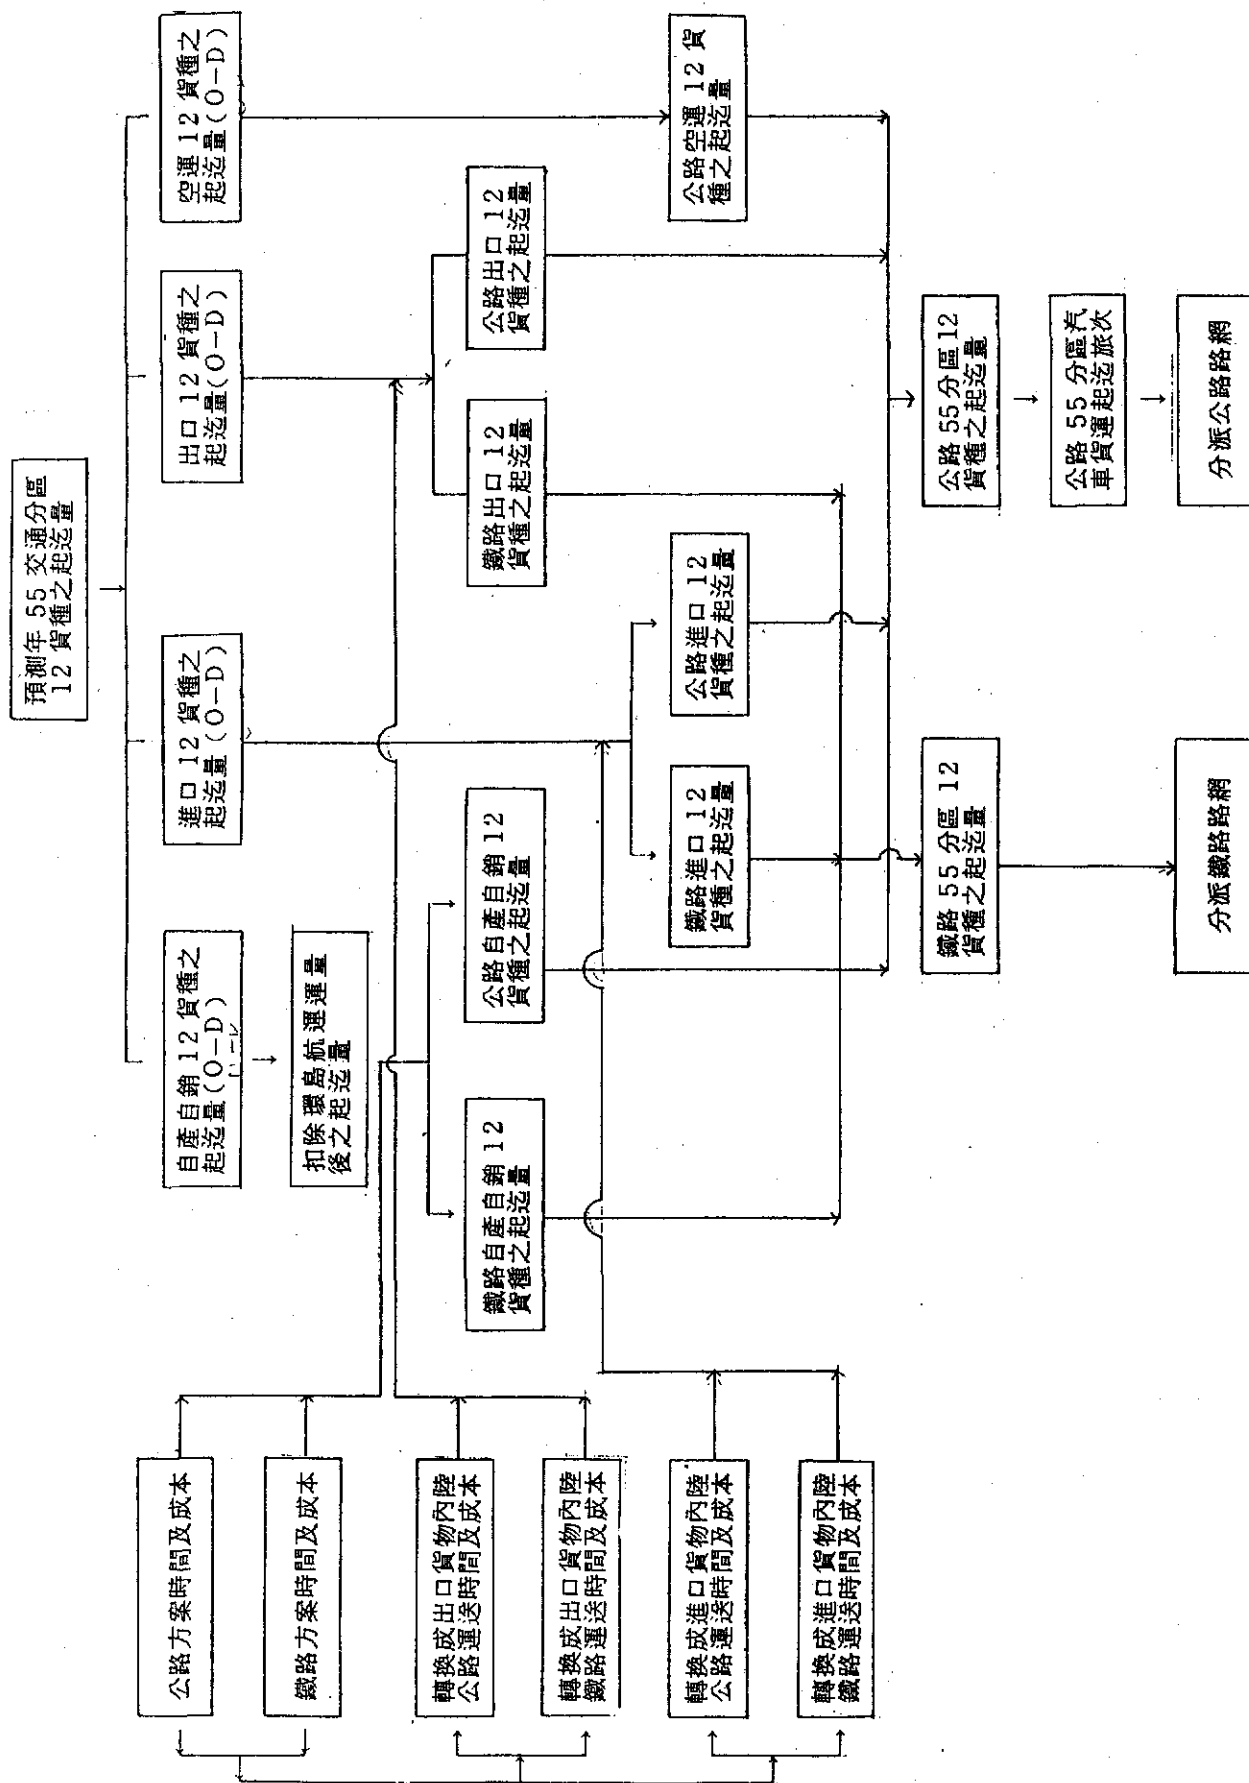 預測年 55 交通分區
12 貨種之起迄量
自產自銷 12 貨種之
起迄量(O-D)
進口 12 貨種之
起迄量(O-D)
出口 12 貨種之
起迄量(O-D)
空運 12 貨種之
起迄量(O-D)
扣除環島航運運量
後之起迄量
公路方案時間及成本
鐵路方案時間及成本
轉換成出口貨物內陸
公路運送時間及成本
轉換成出口貨物內陸
鐵路運送時間及成本
轉換成進口貨物內陸
公路運送時間及成本
轉換成進口貨物內陸
鐵路運送時間及成本
鐵路自產自銷 12
貨種之起迄量
公路自產自銷 12
貨種之起迄量
鐵路出口 12
貨種之起迄量
公路出口 12
貨種之起迄量
鐵路進口 12
貨種之起迄量
公路進口 12
貨種之起迄量
公路空運 12 貨
種之起迄量
鐵路 55 分區 12
貨種之起迄量
公路 55 分區 12
貨種之起迄量
公路 55 分區汽
車貨運起迄旅次
分派鐵路路網
分派公路路網